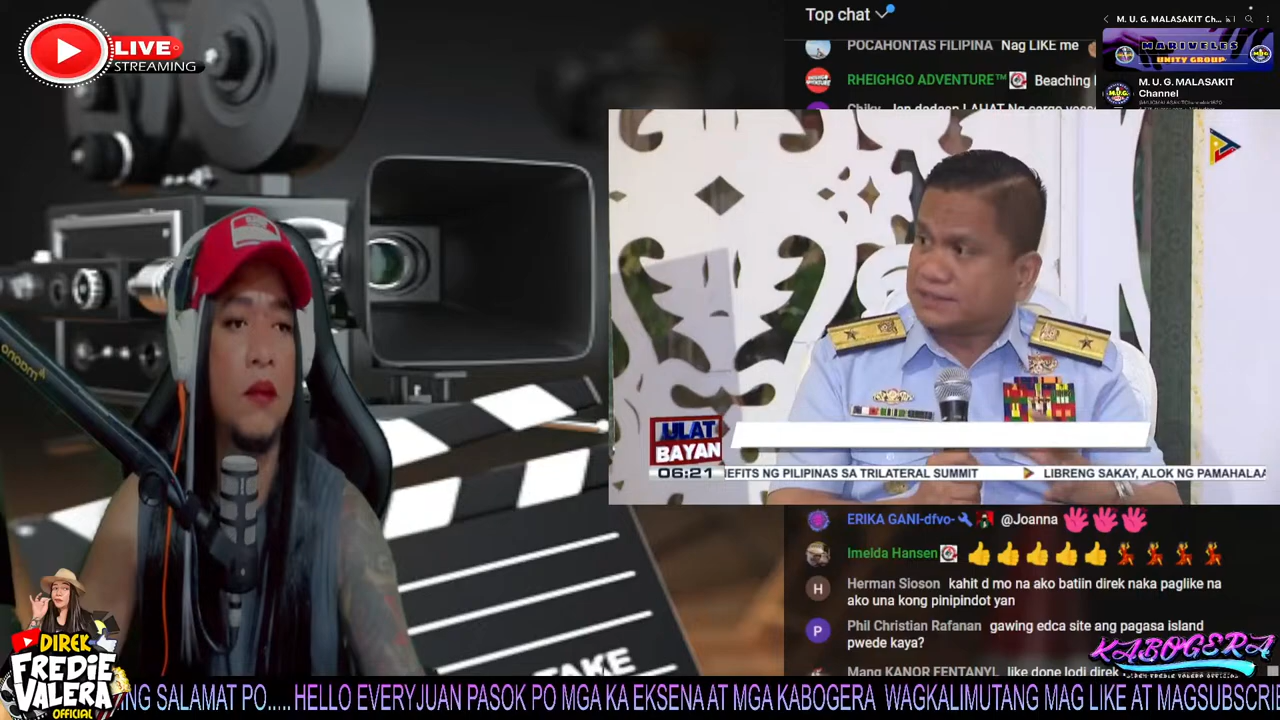 LIVE
STREAMING
Top chat
POCAHONTAS FILIPINA Nag LIKE me
RHEIGHGO ADVENTURE™ Beaching
M. U. G. MALASAKIT Ch...
MARIVELES
UNITY GROUP
M. U. G. MALASAKIT
Channel
maono
ULAT
BAYAN
06:21
EFITS NG PILIPINAS SA TRILATERAL SUMMIT
LIBRENG SAKAY, ALOK NG PAMAHALAA
ERIKA GANI-dfvo- @Joanna
Imelda Hansen
H
Herman Sioson kahit d mo na ako batiin direk naka paglike na
ako una kong pinipindot yan
P
Phil Christian Rafanan gawing edca site ang pagasa island
pwede kaya?
Mang KANOR FENTANYL like done lodi direk
KABOGERA
TAKE
DIREK
FREDIE
VALERA
OFFICIAL
NG SALAMAT PO..... HELLO EVERYJUAN PASOK PO MGA KA EKSENA AT MGA KABOGERA WAGKALIMUTANG MAG LIKE AT MAGSUBSCRIBE